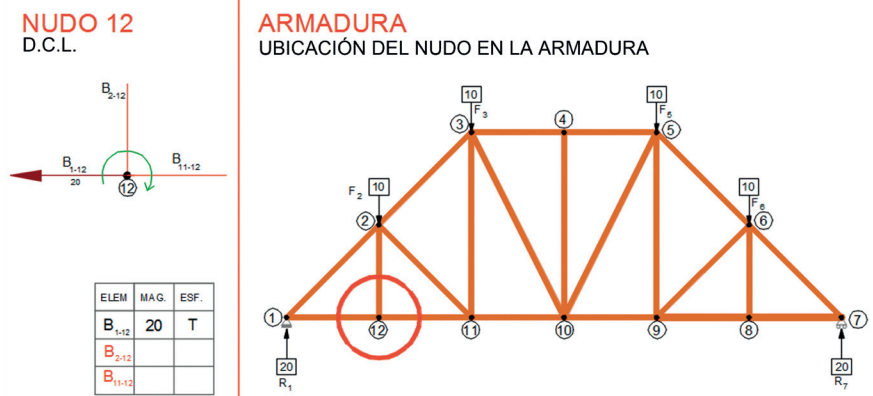 NUDO 12
D.C.L.
B2-12
B1-12
20
B11-12
12
ELEM MAG. ESF.
B1-12 20 T
B2-12
B11-12
ARMADURA
UBICACIÓN DEL NUDO EN LA ARMADURA
10
F3
10
F5
3
4
5
F2
10
10
F6
2
6
1
12
11
10
9
8
7
20
R1
20
R7